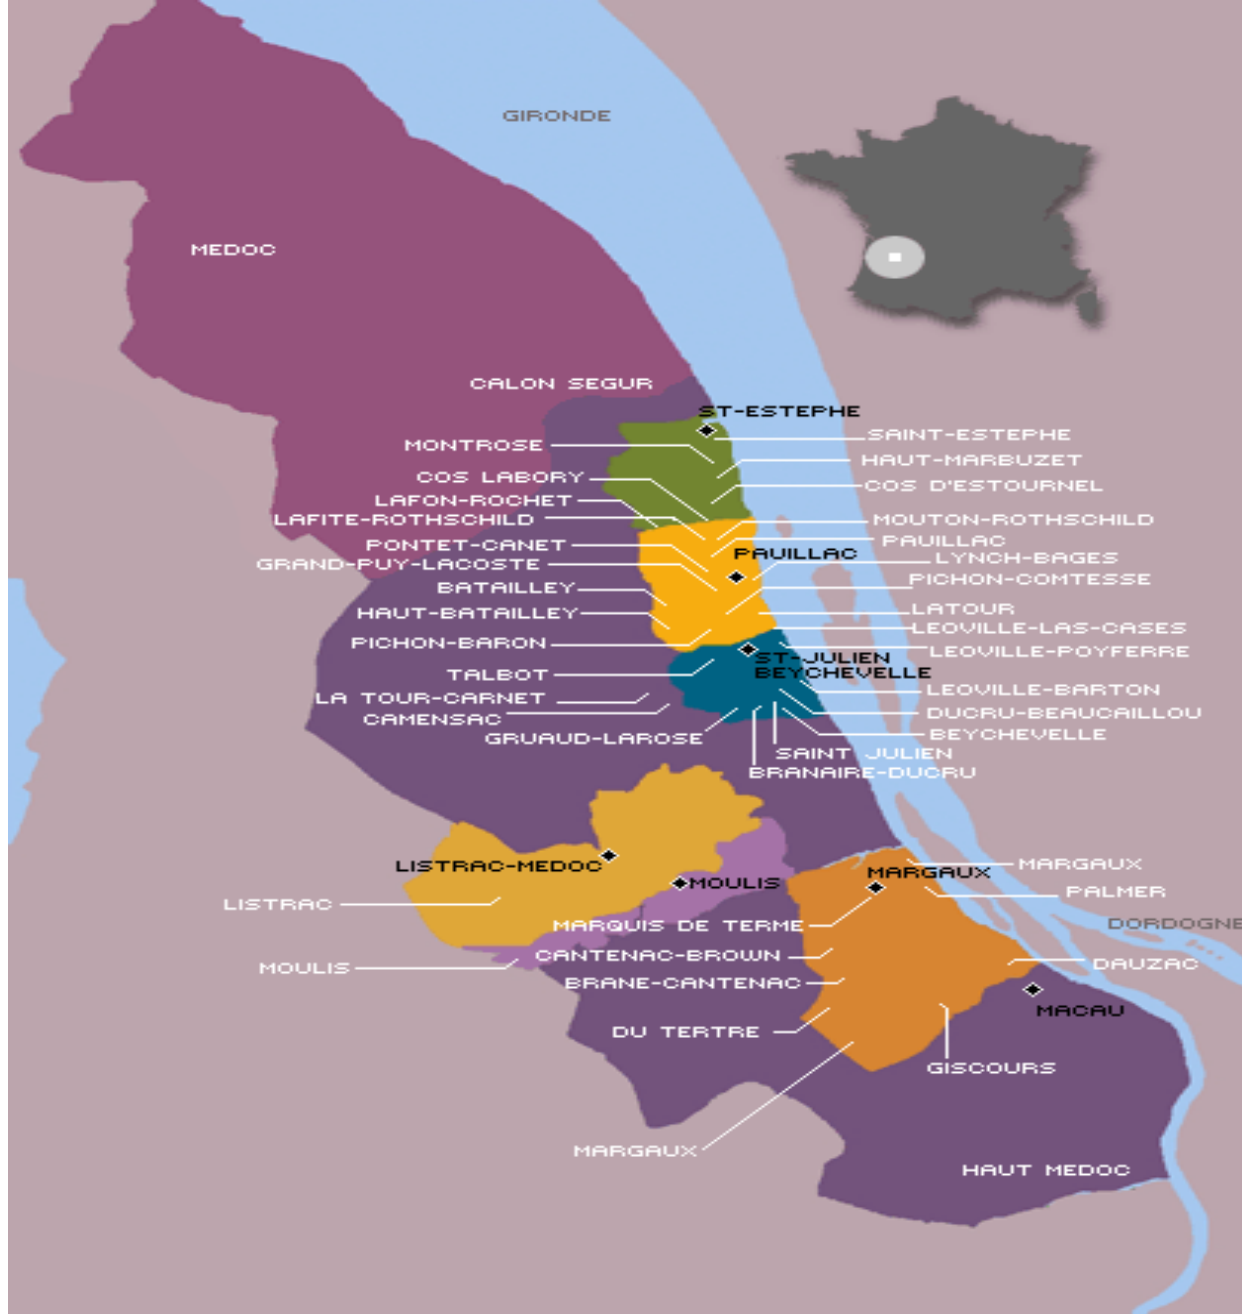 GIRONDE
MEDOC
CALON SEGUR
ST-ESTEPHE
SAINT-ESTEPHE
MONTROSE
HAUT-MARBUZET
COS LABORY
COS D'ESTOURNEL
LAFON-ROCHET
LAFITE-ROTHSCHILD
MOUTON-ROTHSCHILD
PONTET-CANET
PAUILLAC
PAUILLAC
LYNCH-BAGES
GRAND-PUY-LACOSTE
PICHON-COMTESSE
BATAILLEY
HAUT-BATAILLEY
LATOUR
LEOVILLE-LAS-CASES
PICHON-BARON
LEOVILLE-POYFERRE
ST-JULIEN
BEYCHEVELLE
TALBOT
LEOVILLE-BARTON
LA TOUR-CARNET
DUCRU-BEAUCAILLOU
CAMENSAC
BEYCHEVELLE
GRUAUD-LAROSE
SAINT JULIEN
BRANAIRE-DUCRU
LISTRAC-MEDOC
MARGAUX
MARGAUX
MOULIS
PALMER
LISTRAC
MARQUIS DE TERME
DORDOGNE
CANTENAC-BROWN
DAUZAC
MOULIS
BRANE-CANTENAC
MACAU
DU TERTRE
GISCOURS
MARGAUX
HAUT MEDOC